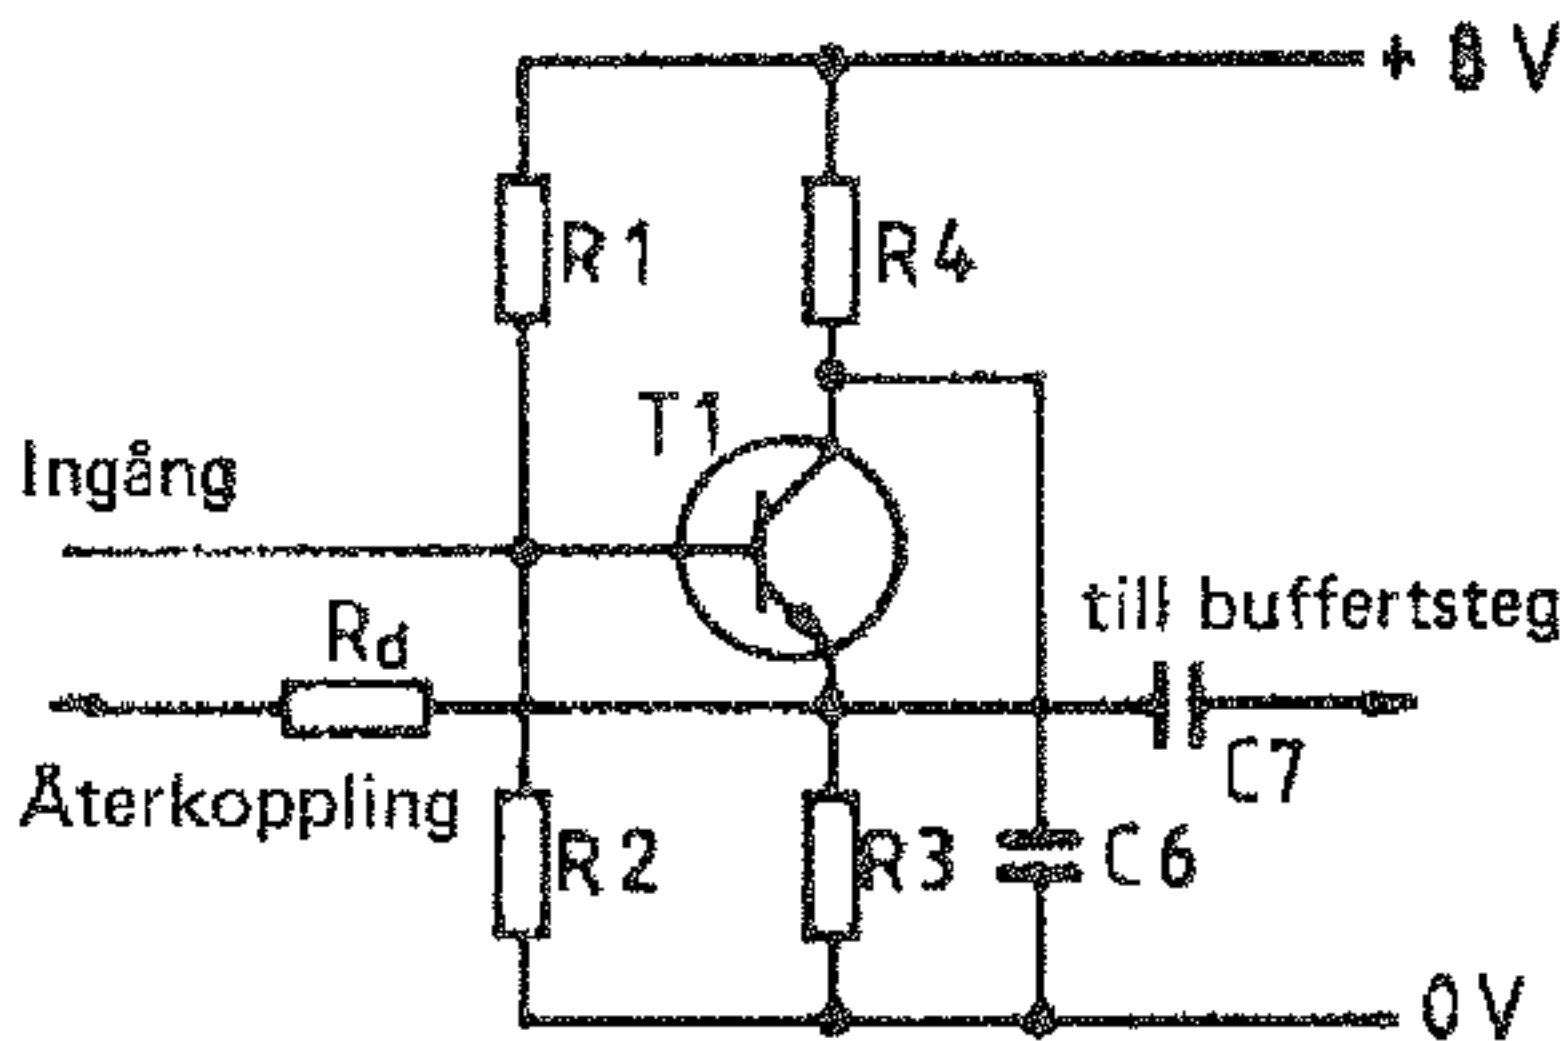 + 8 V
R1
R4
T1
Ingång
till buffertsteg
Rd
C7
Återkoppling
R2
R3
C6
0 V